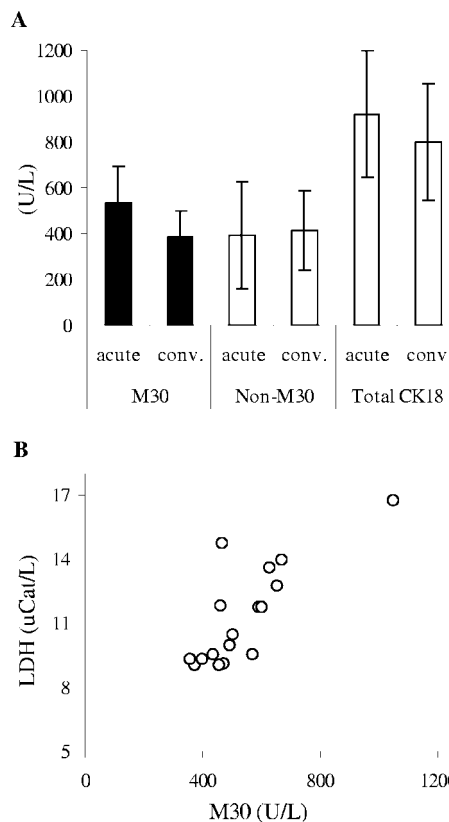 A
1200
1000
800
600
400
200
0
(U/L)
acute conv. acute conv. acute conv
M30 Non-M30 Total CK18
B
17
14
11
8
5
LDH (uCat/L)
0 400 800 1200
M30 (U/L)